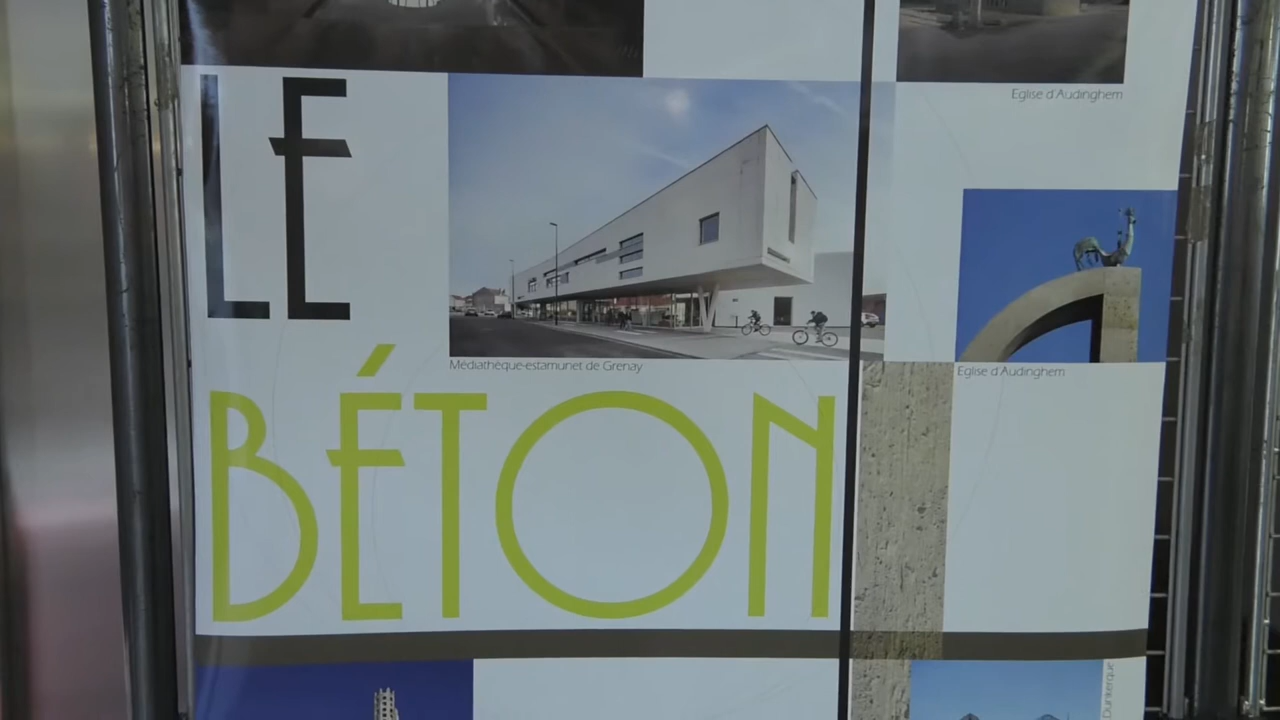 Eglise d'Audinghem
LE
Médiathèque-estaminet de Grenay
Eglise d'Audinghem
BÉTON
Dunkerque